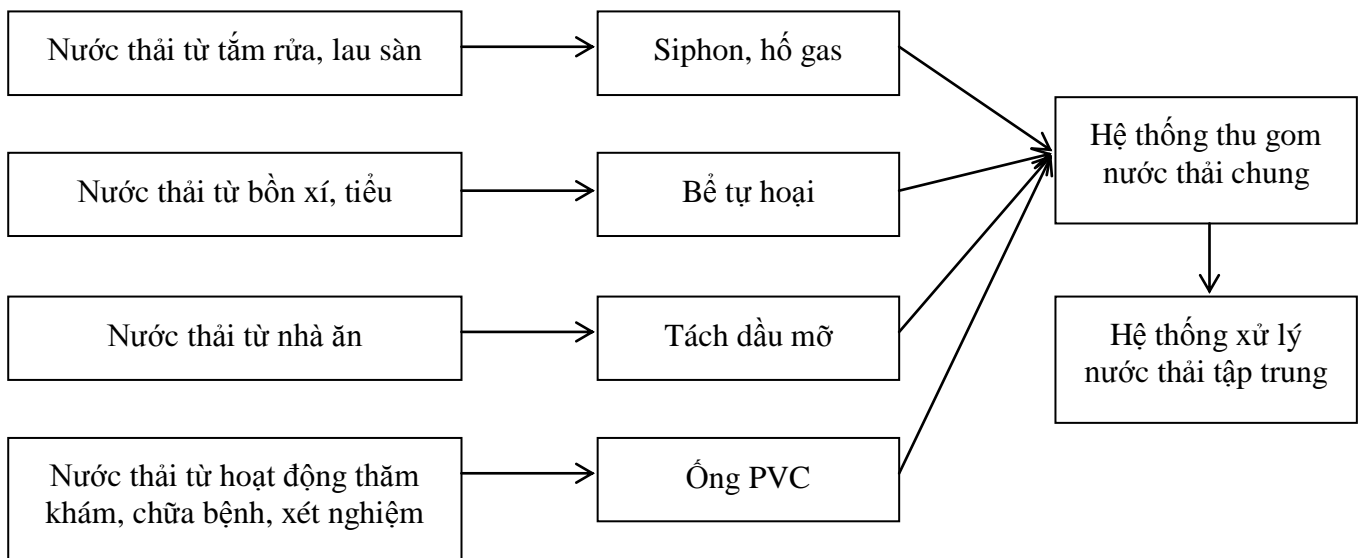 Nước thải từ tắm rửa, lau sàn
Siphon, hố gas
Hệ thống thu gom
nước thải chung
Nước thải từ bồn xí, tiểu
Bể tự hoại
Nước thải từ nhà ăn
Tách dầu mỡ
Hệ thống xử lý
nước thải tập trung
Nước thải từ hoạt động thăm
khám, chữa bệnh, xét nghiệm
Ống PVC